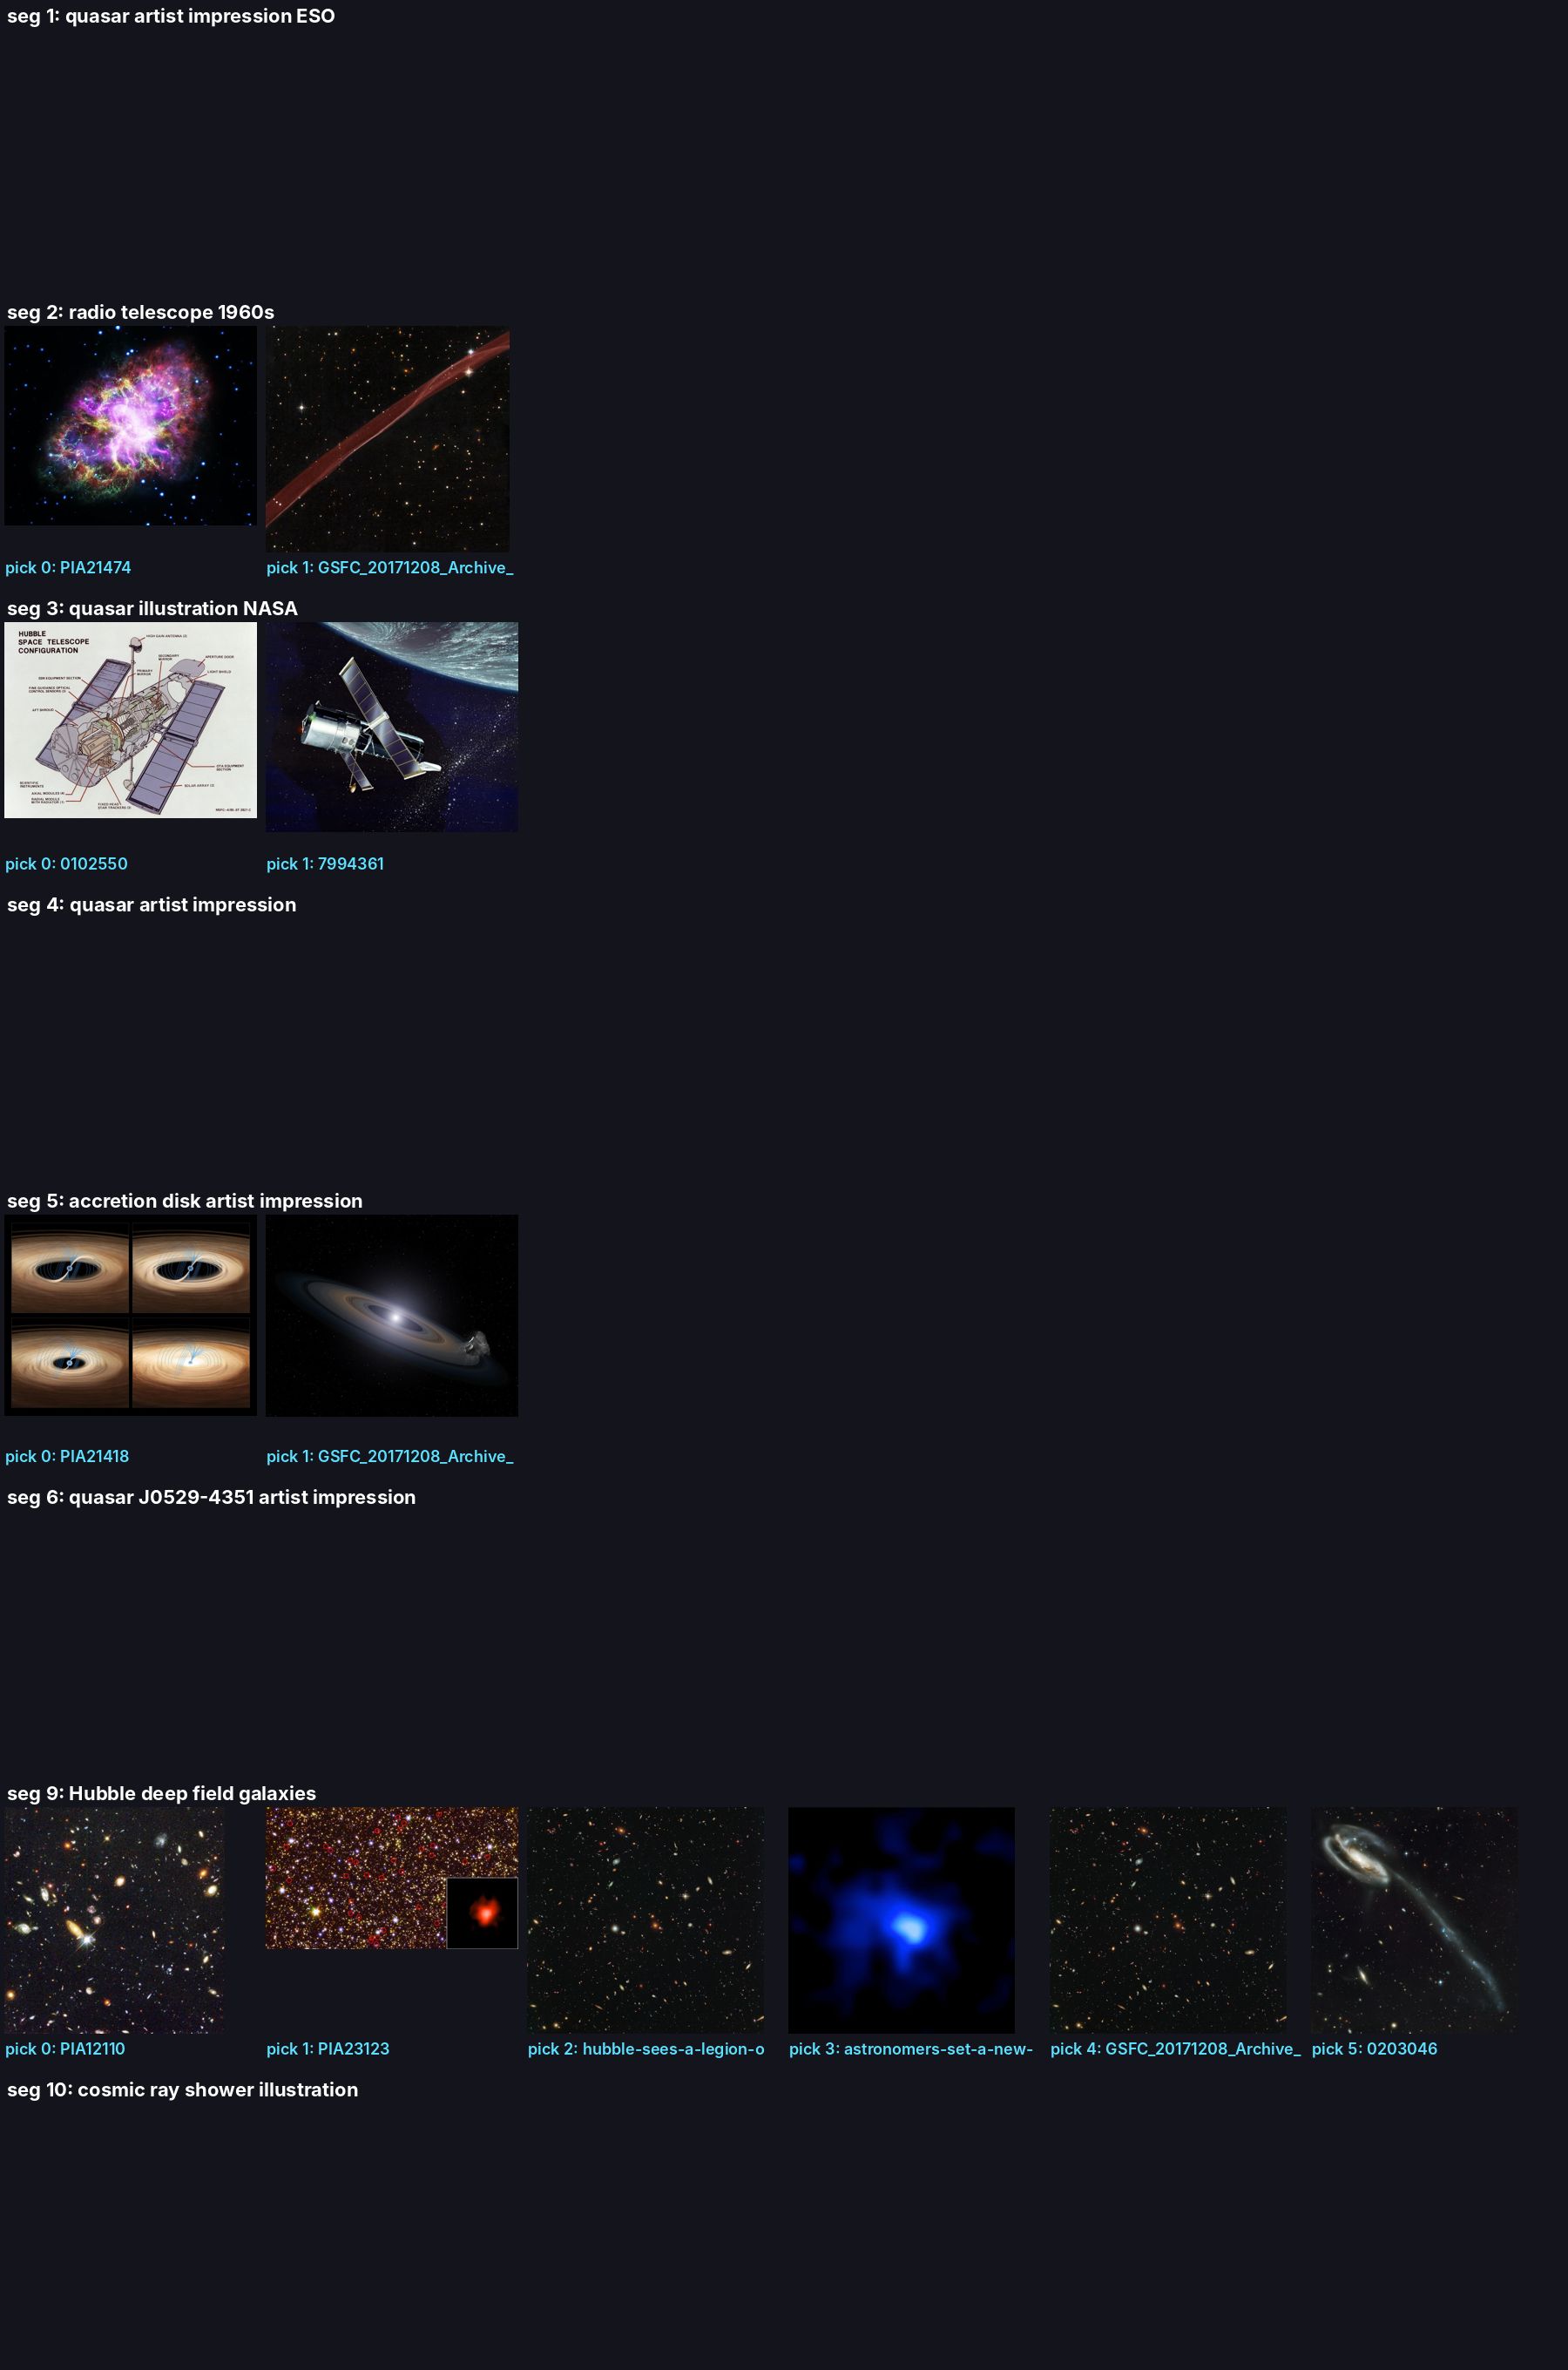 seg 1: quasar artist impression ESO
seg 2: radio telescope 1960s
pick 0: PIA21474
pick 1: GSFC_20171208_Archive_
seg 3: quasar illustration NASA
HUBBLE
SPACE TELESCOPE
CONFIGURATION
pick 0: 0102550
pick 1: 7994361
seg 4: quasar artist impression
seg 5: accretion disk artist impression
pick 0: PIA21418
pick 1: GSFC_20171208_Archive_
seg 6: quasar J0529-4351 artist impression
seg 9: Hubble deep field galaxies
pick 0: PIA12110
pick 1: PIA23123
pick 2: hubble-sees-a-legion-o
pick 3: astronomers-set-a-new-
pick 4: GSFC_20171208_Archive_
pick 5: 0203046
seg 10: cosmic ray shower illustration